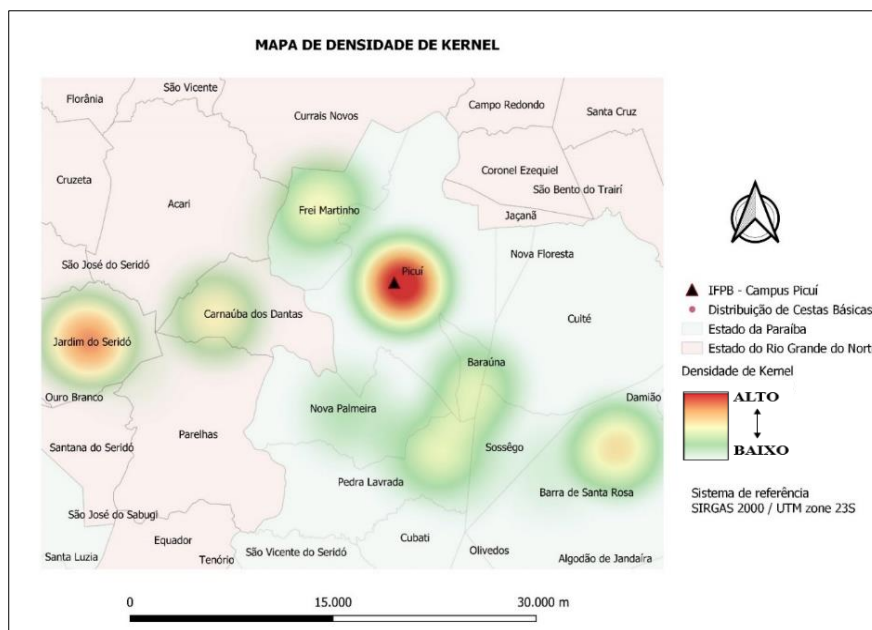 MAPA DE DENSIDADE DE KERNEL
São Vicente
Florânia
Campo Redondo
Santa Cruz
Currais Novos
Cruzeta
Coronel Ezequiel
São Bento do Trairí
Acari
Frei Martinho
Jaçanã
Nova Floresta
São José do Seridó
Picuí
Cuité
Carnaúba dos Dantas
Jardim do Seridó
Baraúna
Ouro Branco
Nova Palmeira
Damião
Parelhas
Santana do Seridó
Sossêgo
Pedra Lavrada
Barra de Santa Rosa
São José do Sabugi
Equador
Cubati
Santa Luzia
Tenório
São Vicente do Seridó
Olivedos
Algodão de Jandaíra
IFPB - Campus Picuí
Distribuição de Cestas Básicas
Estado da Paraíba
Estado do Rio Grande do Norte
Densidade de Kernel
ALTO
BAIXO
Sistema de referência
SIRGAS 2000 / UTM zone 23S
0 15.000 30.000 m